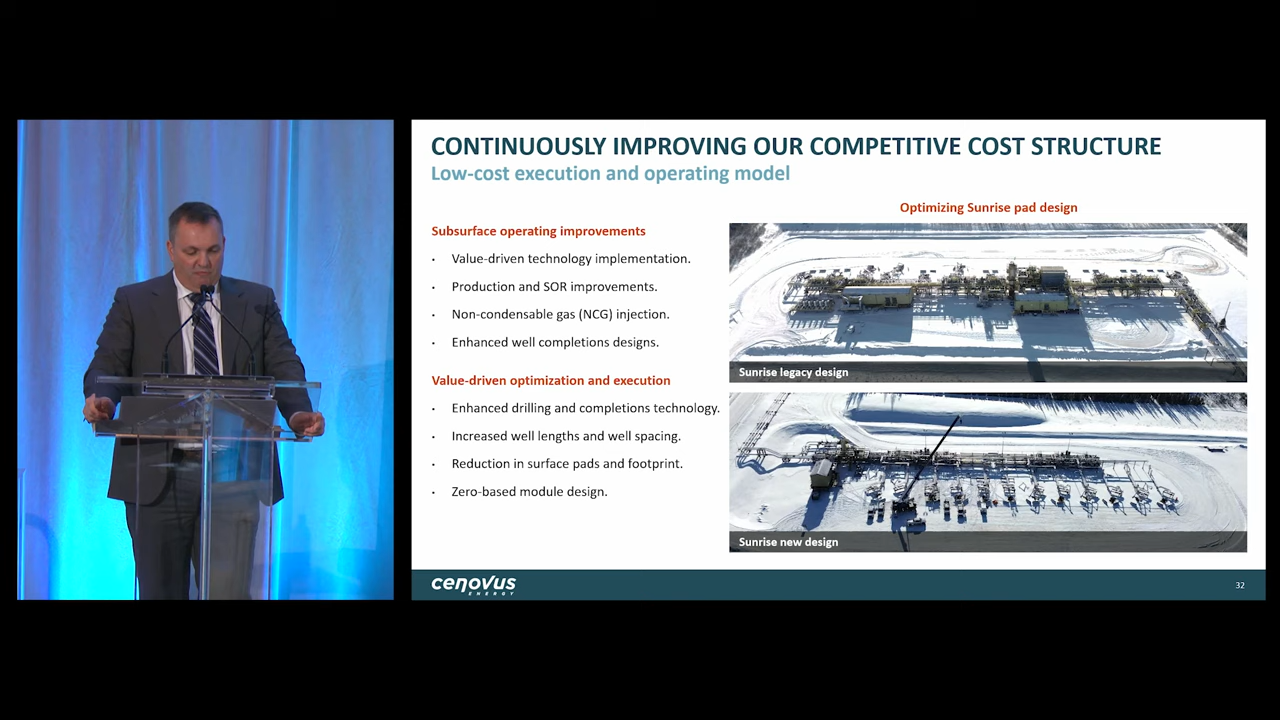 CONTINUOUSLY IMPROVING OUR COMPETITIVE COST STRUCTURE
Low-cost execution and operating model
Subsurface operating improvements
• Value-driven technology implementation.
• Production and SOR improvements.
• Non-condensable gas (NCG) injection.
• Enhanced well completions designs.
Value-driven optimization and execution
• Enhanced drilling and completions technology.
• Increased well lengths and well spacing.
• Reduction in surface pads and footprint.
• Zero-based module design.
Optimizing Sunrise pad design
Sunrise legacy design
Sunrise new design
cenovus
ENERGY
32